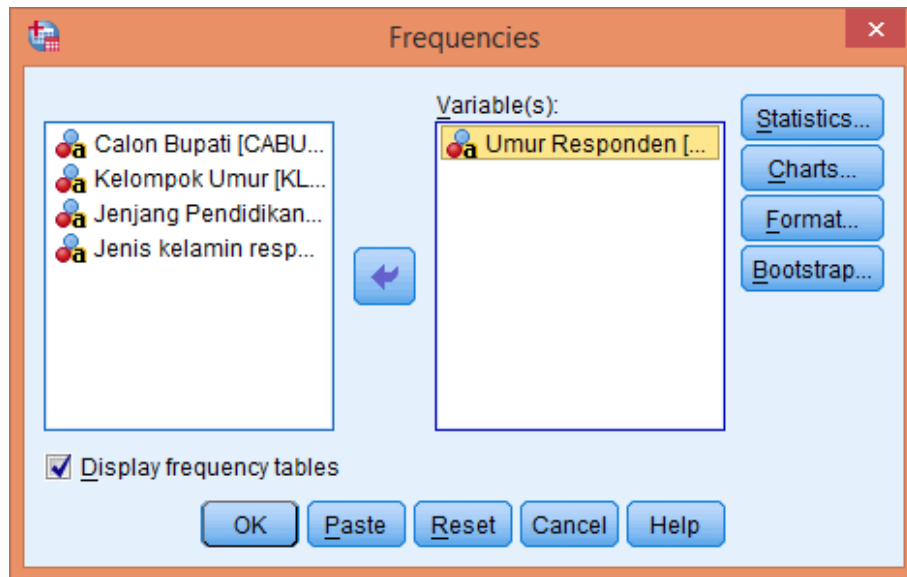 Frequencies
Variable(s):
Calon Bupati [CABU...
Kelompok Umur [KL...
Jenjang Pendidikan...
Jenis kelamin resp...
Umur Responden [...
Statistics...
Charts...
Format...
Bootstrap...
Display frequency tables
OK
Paste
Reset
Cancel
Help